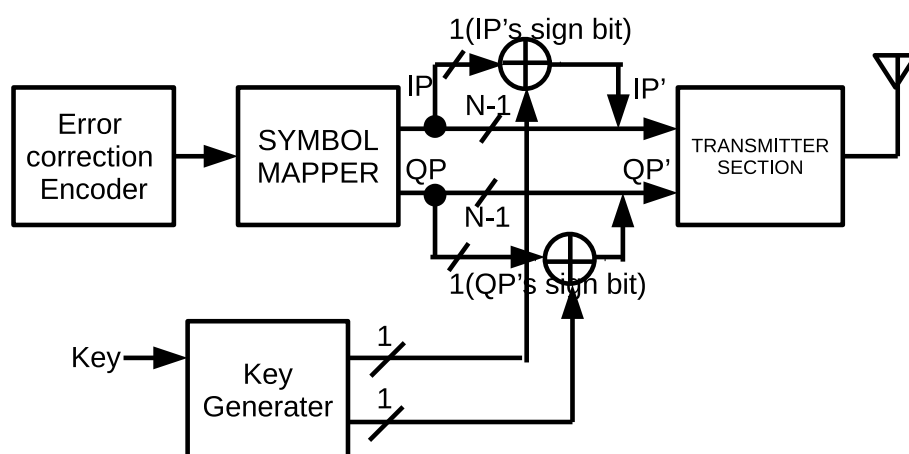 1(IP's sign bit)
IP
IP'
N-1
Error
correction
Encoder
SYMBOL
MAPPER
TRANSMITTER
SECTION
QP
QP'
N-1
1(QP's sign bit)
Key
1
Key
Generater
1